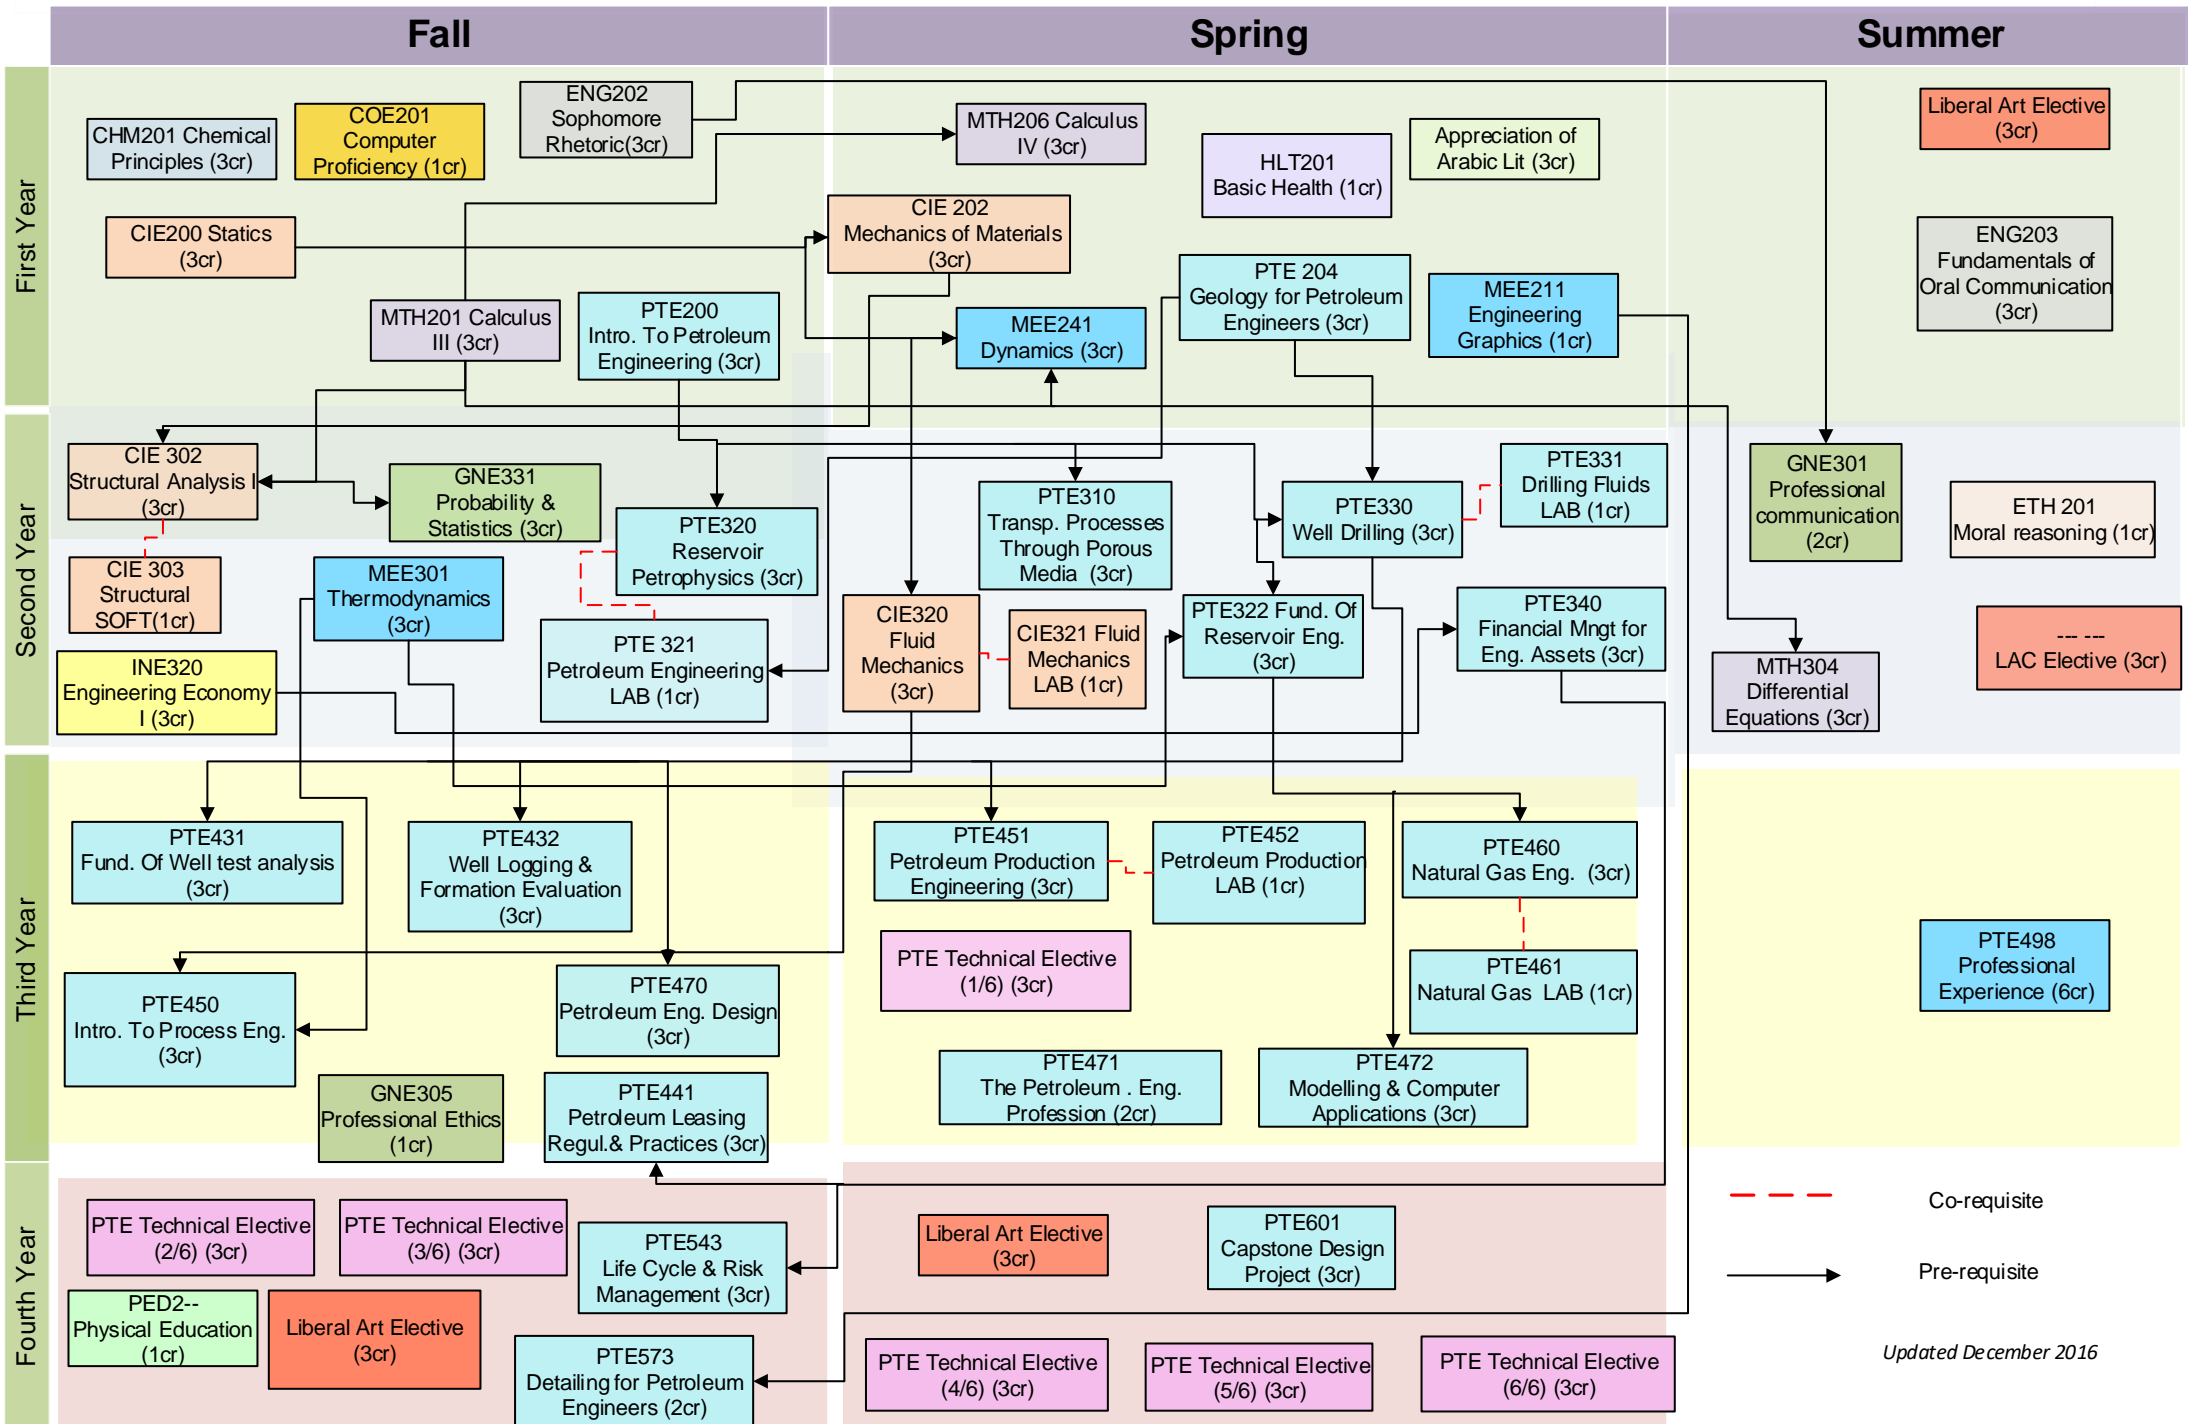 Fall
Spring
Summer
First Year
CHM201 Chemical
Principles (3cr)
COE201
Computer
Proficiency (1cr)
ENG202
Sophomore
Rhetoric(3cr)
CIE200 Statics
(3cr)
MTH201 Calculus
III (3cr)
PTE200
Intro. To Petroleum
Engineering (3cr)
MTH206 Calculus
IV (3cr)
HLT201
Basic Health (1cr)
Appreciation of
Arabic Lit (3cr)
CIE 202
Mechanics of Materials
(3cr)
MEE241
Dynamics (3cr)
PTE 204
Geology for Petroleum
Engineers (3cr)
MEE211
Engineering
Graphics (1cr)
Liberal Art Elective
(3cr)
ENG203
Fundamentals of
Oral Communication
(3cr)
Second Year
CIE 302
Structural Analysis I
(3cr)
GNE331
Probability &
Statistics (3cr)
PTE320
Reservoir
Petrophysics (3cr)
CIE 303
Structural
SOFT(1cr)
MEE301
Thermodynamics
(3cr)
PTE 321
Petroleum Engineering
LAB (1cr)
INE320
Engineering Economy
I (3cr)
PTE310
Transp. Processes
Through Porous
Media (3cr)
PTE330
Well Drilling (3cr)
PTE331
Drilling Fluids
LAB (1cr)
CIE320
Fluid
Mechanics
(3cr)
CIE321 Fluid
Mechanics
LAB (1cr)
PTE322 Fund. Of
Reservoir Eng.
(3cr)
PTE340
Financial Mngt for
Eng. Assets (3cr)
GNE301
Professional
communication
(2cr)
ETH 201
Moral reasoning (1cr)
MTH304
Differential
Equations (3cr)
--- ---
LAC Elective (3cr)
Third Year
PTE431
Fund. Of Well test analysis
(3cr)
PTE432
Well Logging &
Formation Evaluation
(3cr)
PTE450
Intro. To Process Eng.
(3cr)
PTE470
Petroleum Eng. Design
(3cr)
GNE305
Professional Ethics
(1cr)
PTE441
Petroleum Leasing
Regul.& Practices (3cr)
PTE451
Petroleum Production
Engineering (3cr)
PTE452
Petroleum Production
LAB (1cr)
PTE460
Natural Gas Eng. (3cr)
PTE Technical Elective
(1/6) (3cr)
PTE461
Natural Gas LAB (1cr)
PTE471
The Petroleum . Eng.
Profession (2cr)
PTE472
Modelling & Computer
Applications (3cr)
PTE498
Professional
Experience (6cr)
Fourth Year
PTE Technical Elective
(2/6) (3cr)
PTE Technical Elective
(3/6) (3cr)
PTE543
Life Cycle & Risk
Management (3cr)
PED2--
Physical Education
(1cr)
Liberal Art Elective
(3cr)
PTE573
Detailing for Petroleum
Engineers (2cr)
Liberal Art Elective
(3cr)
PTE601
Capstone Design
Project (3cr)
PTE Technical Elective
(4/6) (3cr)
PTE Technical Elective
(5/6) (3cr)
PTE Technical Elective
(6/6) (3cr)
Co-requisite
Pre-requisite
Updated December 2016